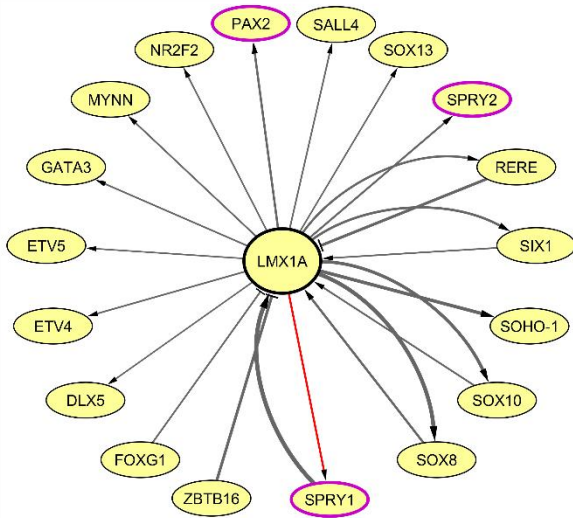 PAX2
SALL4
NR2F2
SOX13
MYNN
SPRY2
GATA3
RERE
ETV5
LMX1A
SIX1
ETV4
SOHO-1
DLX5
SOX10
FOXG1
SOX8
ZBTB16
SPRY1